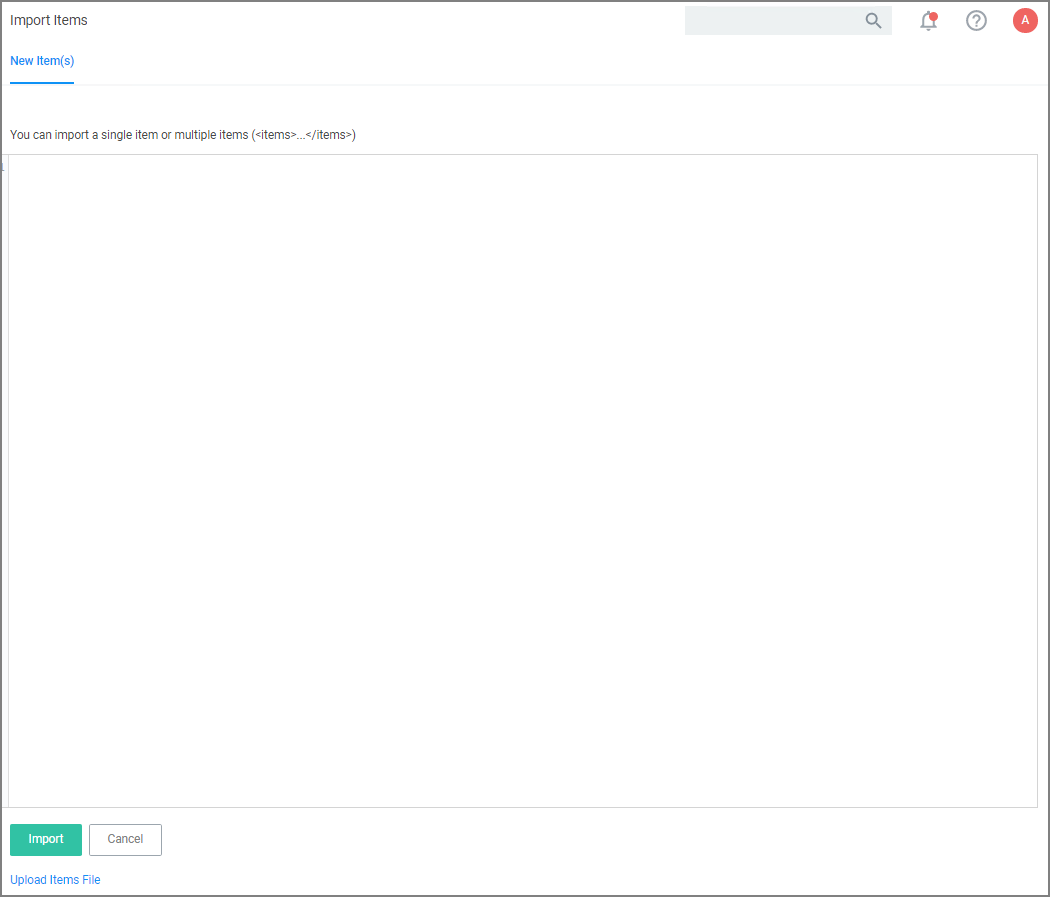 Import Items
A
New Item(s)
You can import a single item or multiple items (<items>...</items>)
1
Import
Cancel
Upload Items File